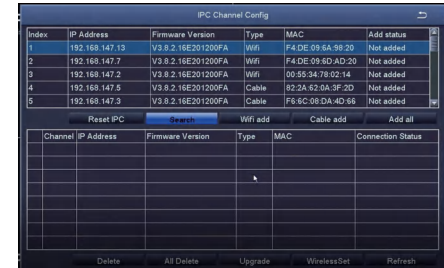 IPC Channel Config
Index IP Address Firmware Version Type MAC Add status
1 192.168.147.13 V3.8.2.16E201200FA Wifi F4:DE:09:6A:98:20 Not added
2 192.168.147.7 V3.8.2.16E201200FA Wifi F4:DE:09:6D:AD:20 Not added
3 192.168.147.2 V3.8.2.16E201200FA Wifi 00:55:34:78:02:14 Not added
4 192.168.147.5 V3.8.2.16E201200FA Cable 82:2A:62:0A:3F:2D Not added
5 192.168.147.3 V3.8.2.16E201200FA Cable F6:6C:08:DA:4D:66 Not added
Reset IPC Search Wifi add Cable add Add all
Channel IP Address Firmware Version Type MAC Connection Status
Delete All Delete Upgrade WirelessSet Refresh